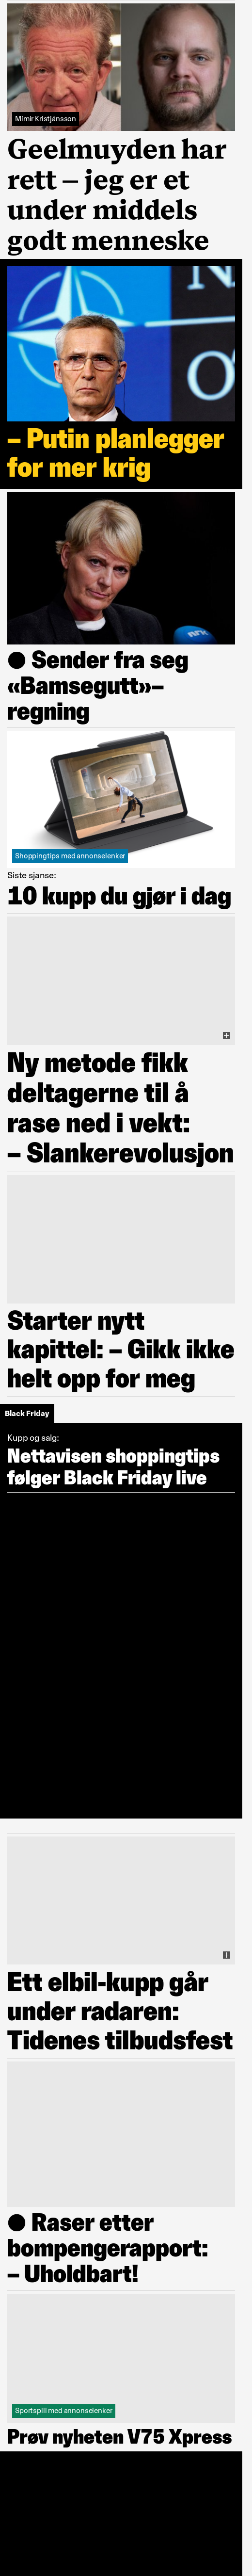 Mímir Kristjánsson
Geelmuyden har
rett – jeg er et
under middels
godt menneske
– Putin planlegger
for mer krig
nrk
● Sender fra seg
«Bamsegutt»–
regning
Shoppingtips med annonselenker
Siste sjanse:
10 kupp du gjør i dag
Ny metode fikk
deltagerne til å
rase ned i vekt:
– Slankerevolusjon
Starter nytt
kapittel: – Gikk ikke
helt opp for meg
Black Friday
Kupp og salg:
Nettavisen shoppingtips
følger Black Friday live
Ett elbil-kupp går
under radaren:
Tidenes tilbudsfest
● Raser etter
bompengerapport:
– Uholdbart!
Sportspill med annonselenker
Prøv nyheten V75 Xpress